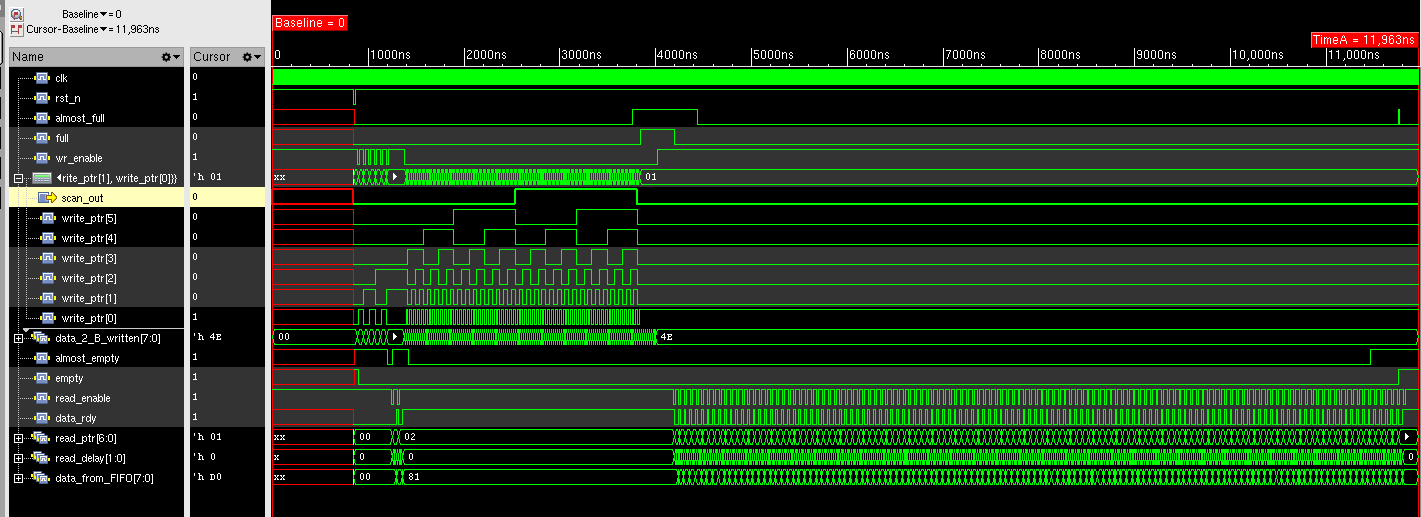 Baseline▾= 0
Cursor-Baseline▾= 11,963ns
Baseline = 0
TimeA = 11,963ns
0 1000ns 2000ns 3000ns 4000ns 5000ns 6000ns 7000ns 8000ns 9000ns 10,000ns 11,000ns
Name Cursor
clk 0
rst_n 1
almost_full 0
full 0
wr_enable 1
rite_ptr[1], write_ptr[0]}} 'h 01 xx 01
scan_out 0
write_ptr[5] 0
write_ptr[4] 0
write_ptr[3] 0
write_ptr[2] 0
write_ptr[1] 0
write_ptr[0] 1
data_2_B_written[7:0] 'h 4E 00 4E
almost_empty 1
empty 1
read_enable 1
data_rdy 1
read_ptr[6:0] 'h 01 xx 00 02
read_delay[1:0] 'h 0 x 0 0 0
data_from_FIFO[7:0] 'h D0 xx 00 81